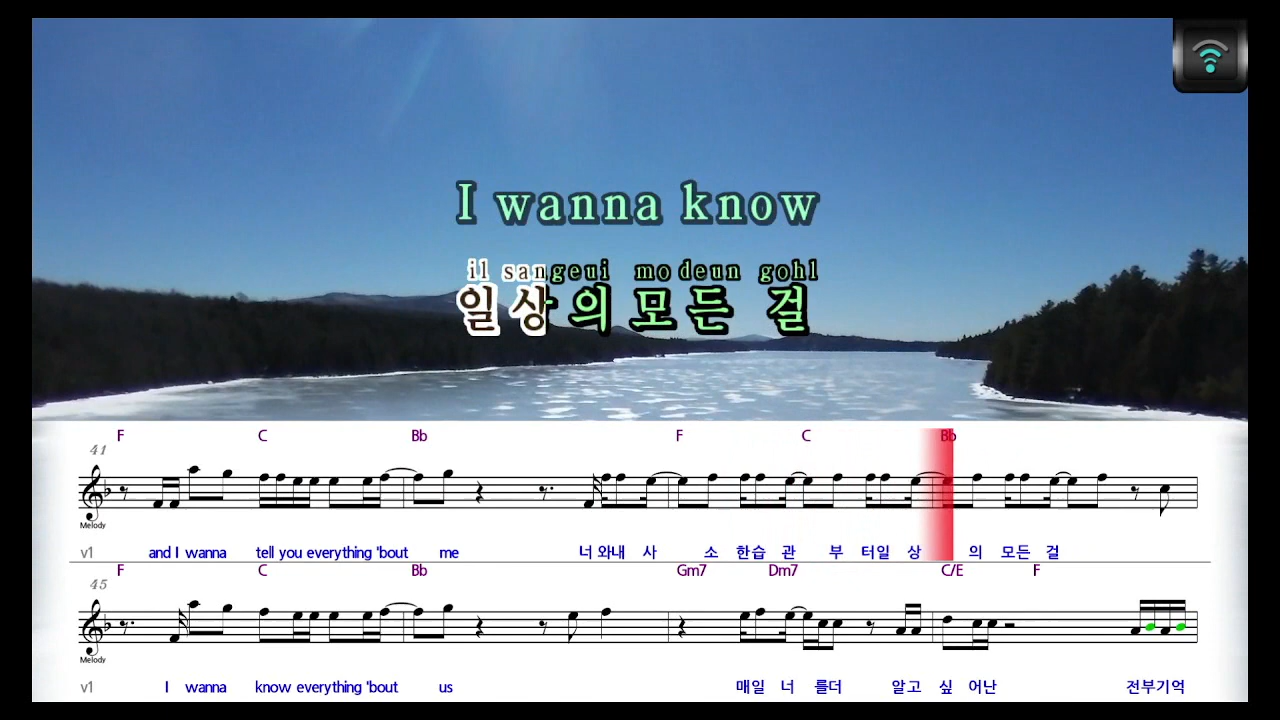 I wanna know
il sangeui modeun gohl
일상의 모든 걸
F C Bb F C Bb
41
Melody
v1 and I wanna tell you everything 'bout me 너 와내 사 소 한습 관 부 터일 상 의 모든 걸
F C Bb Gm7 Dm7 C/E F
45
Melody
v1 I wanna know everything 'bout us 매일 너 를더 알고 싶 어난 전부기억